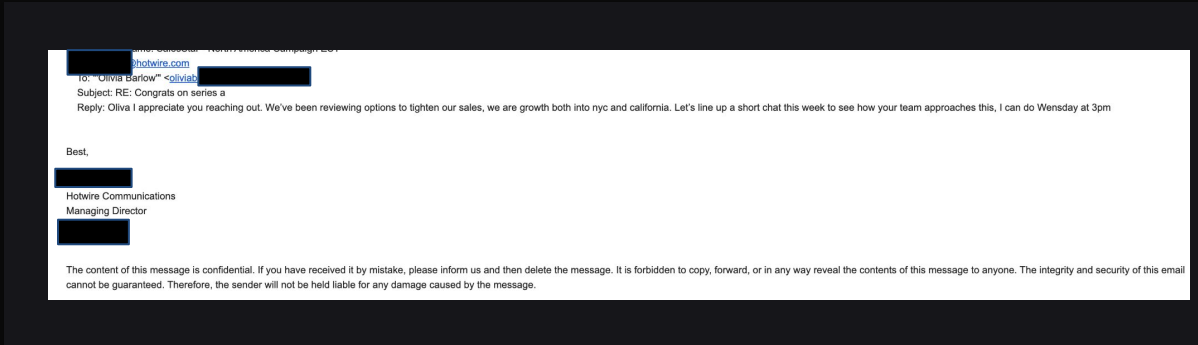 @hotwire.com
To: "'Olivia Barlow'" <oliviab
Subject: RE: Congrats on series a
Reply: Oliva I appreciate you reaching out. We've been reviewing options to tighten our sales, we are growth both into nyc and california. Let's line up a short chat this week to see how your team approaches this, I can do Wensday at 3pm
Best,
Hotwire Communications
Managing Director
The content of this message is confidential. If you have received it by mistake, please inform us and then delete the message. It is forbidden to copy, forward, or in any way reveal the contents of this message to anyone. The integrity and security of this email
cannot be guaranteed. Therefore, the sender will not be held liable for any damage caused by the message.